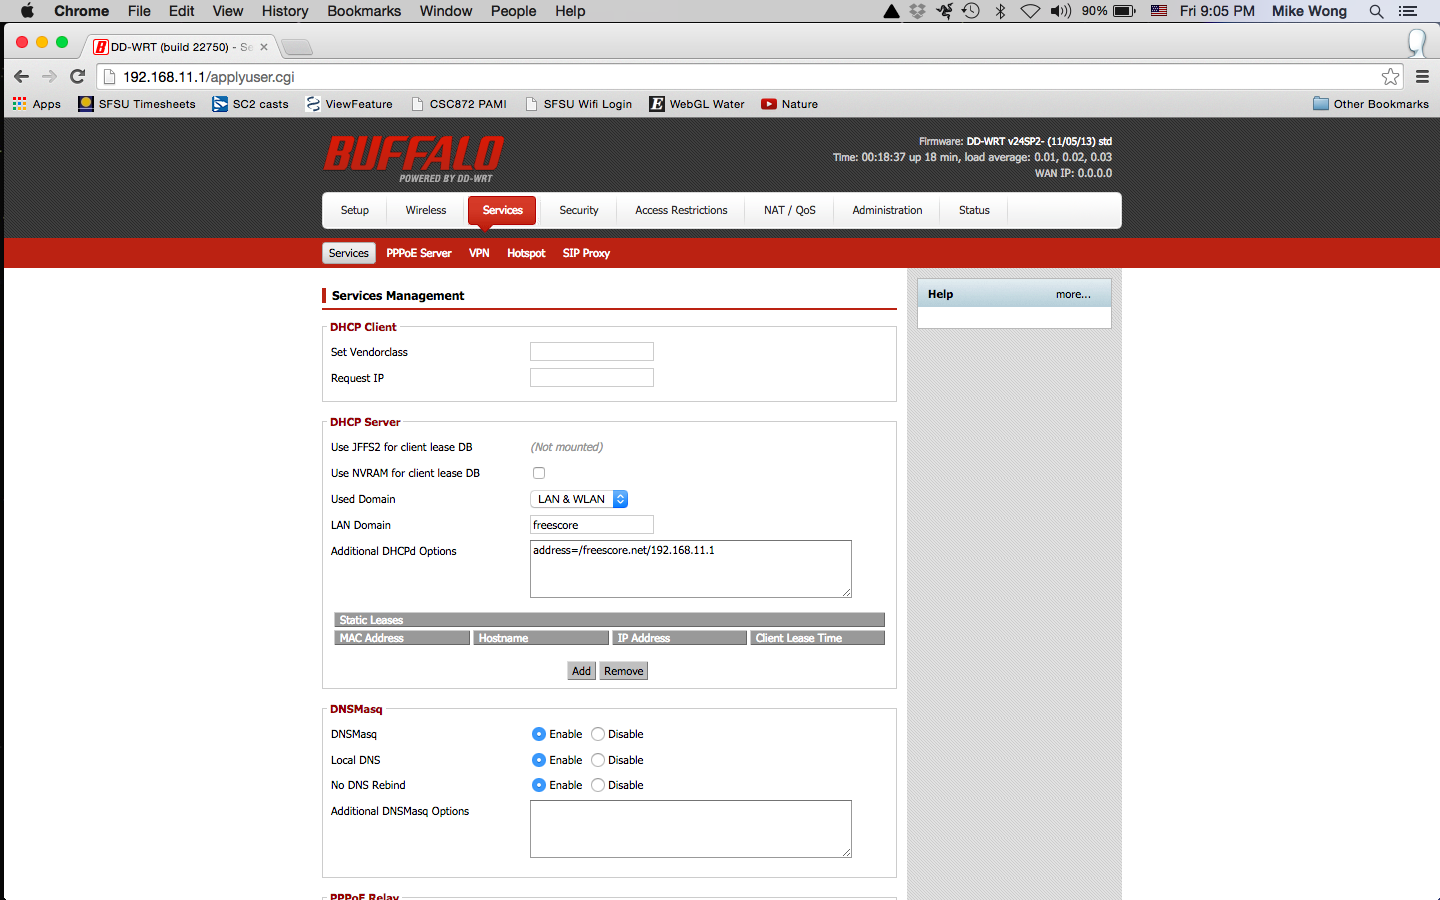 Chrome File Edit View History Bookmarks Window People Help 90% Fri 9:05 PM Mike Wong
DD-WRT (build 22750) - Se
192.168.11.1/applyuser.cgi
Apps SFSU Timesheets SC2 casts ViewFeature CSC872 PAMI SFSU Wifi Login WebGL Water Nature Other Bookmarks
BUFFALO
POWERED BY DD-WRT
Firmware: DD-WRT v24SP2- (11/05/13) std
Time: 00:18:37 up 18 min, load average: 0.01, 0.02, 0.03
WAN IP: 0.0.0.0
Setup Wireless Services Security Access Restrictions NAT / QoS Administration Status
Services PPPoE Server VPN Hotspot SIP Proxy
Services Management
Help more...
DHCP Client
Set Vendorclass
Request IP
DHCP Server
Use JFFS2 for client lease DB (Not mounted)
Use NVRAM for client lease DB
Used Domain LAN & WLAN
LAN Domain freescore
Additional DHCPd Options address=/freescore.net/192.168.11.1
Static Leases
MAC Address Hostname IP Address Client Lease Time
Add Remove
DNSMasq
DNSMasq Enable Disable
Local DNS Enable Disable
No DNS Rebind Enable Disable
Additional DNSMasq Options
PPPoE Relay